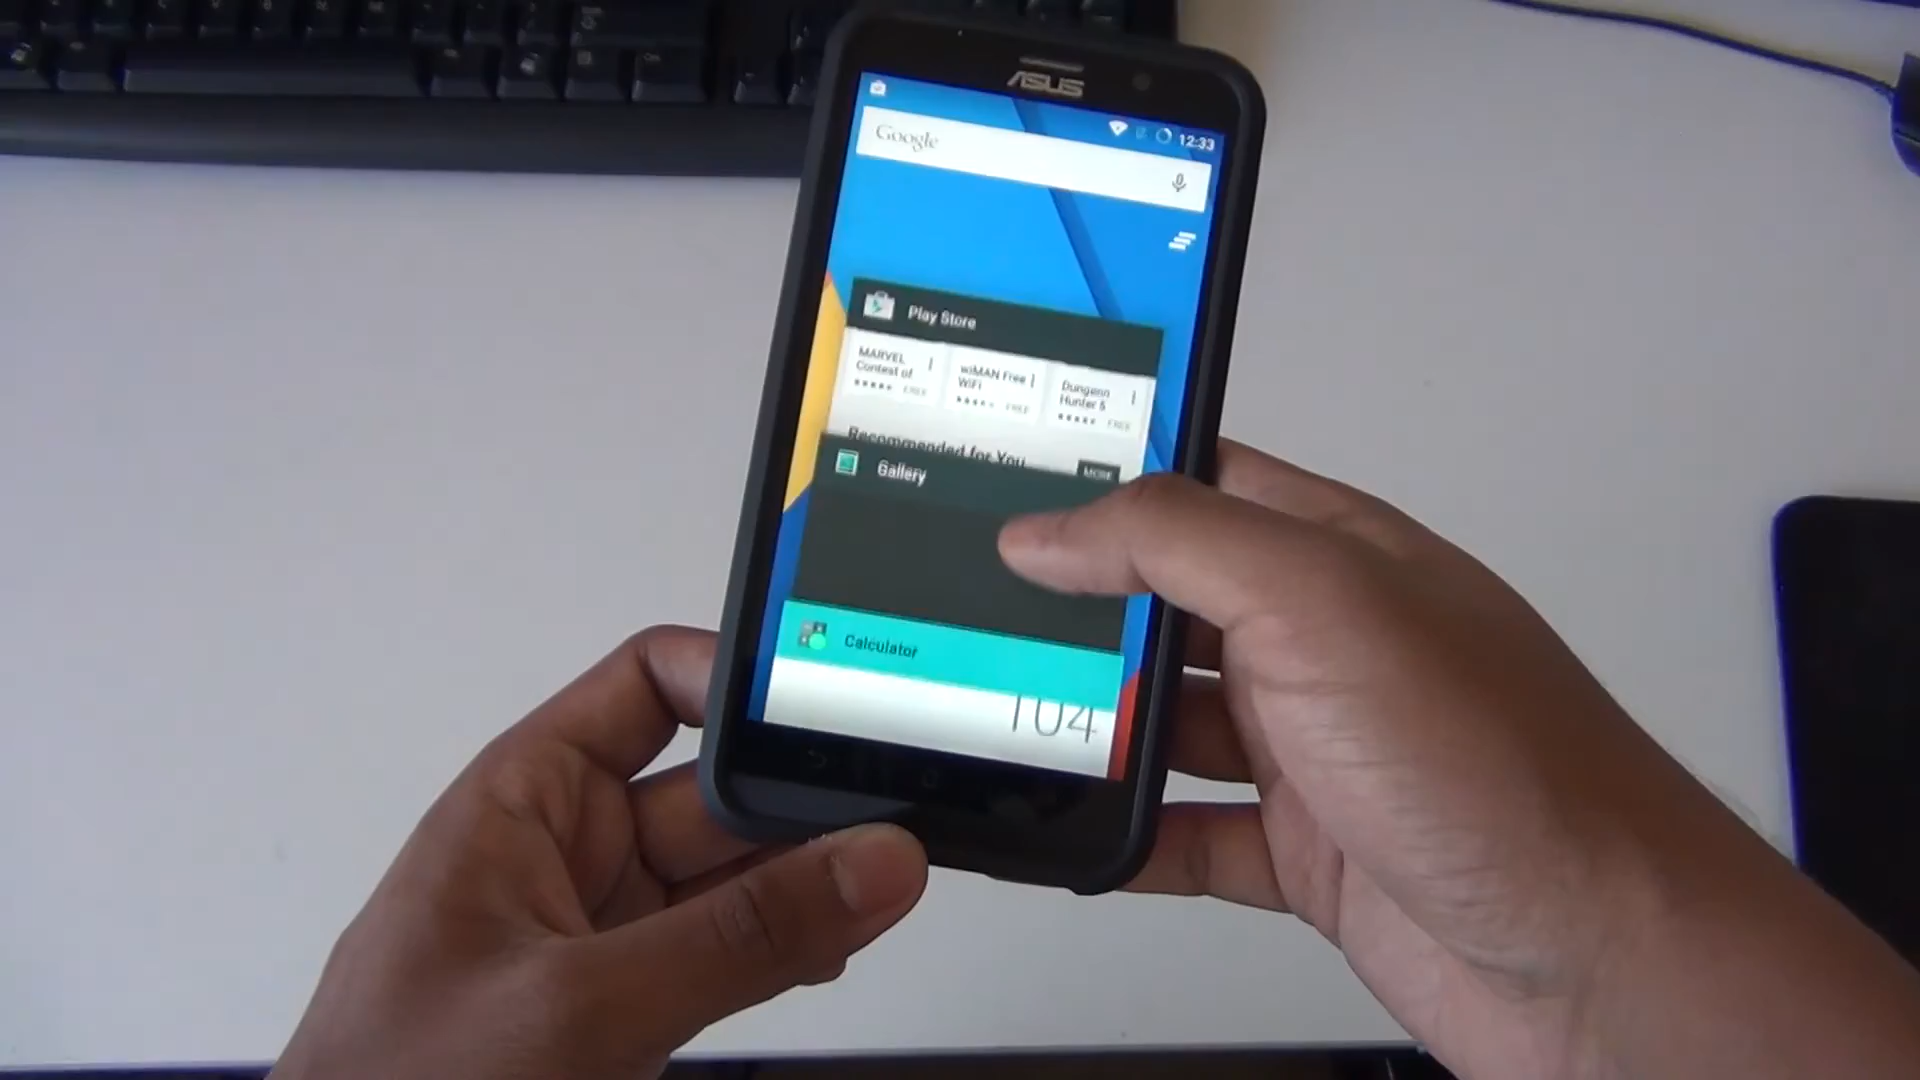 ASUS
12:33
Google
Play Store
MARVEL
Contest of
FREE
wiMAN Free
WiFi
FREE
Dungeon
Hunter 5
FREE
Recommended for You
MORE
Gallery
Calculator
104